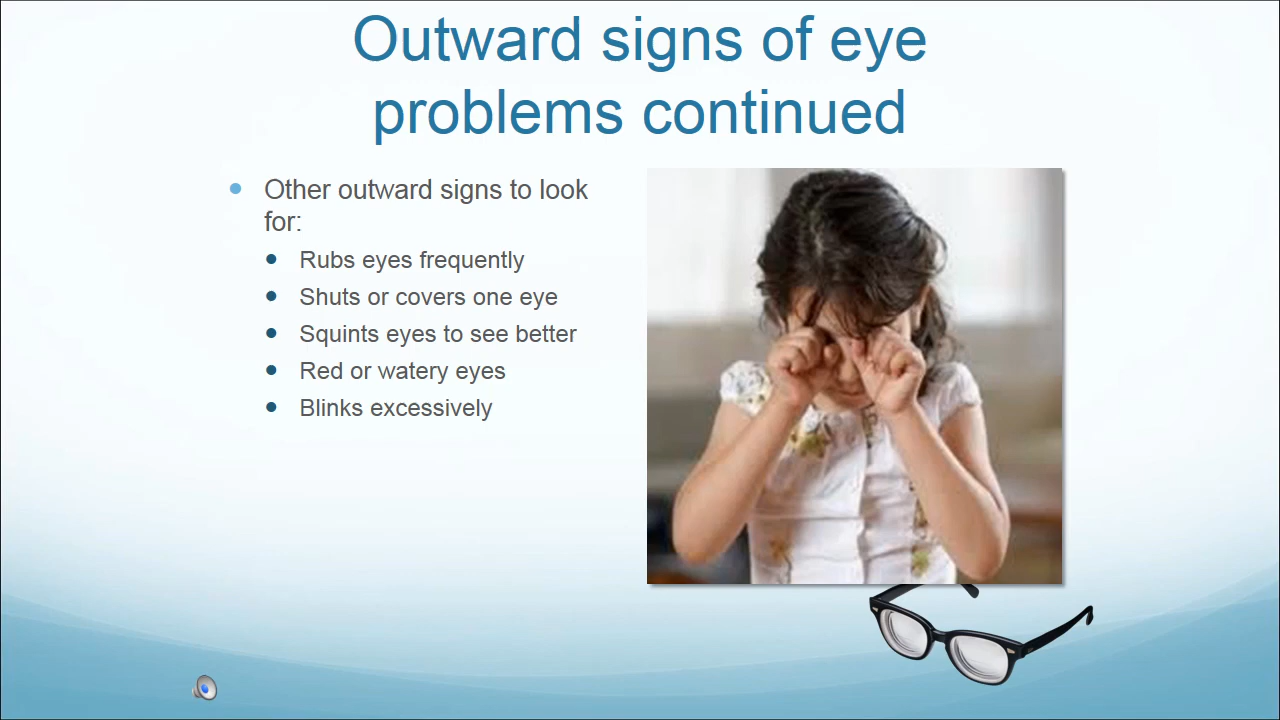 Outward signs of eye
problems continued
Other outward signs to look
for:
Rubs eyes frequently
Shuts or covers one eye
Squints eyes to see better
Red or watery eyes
Blinks excessively